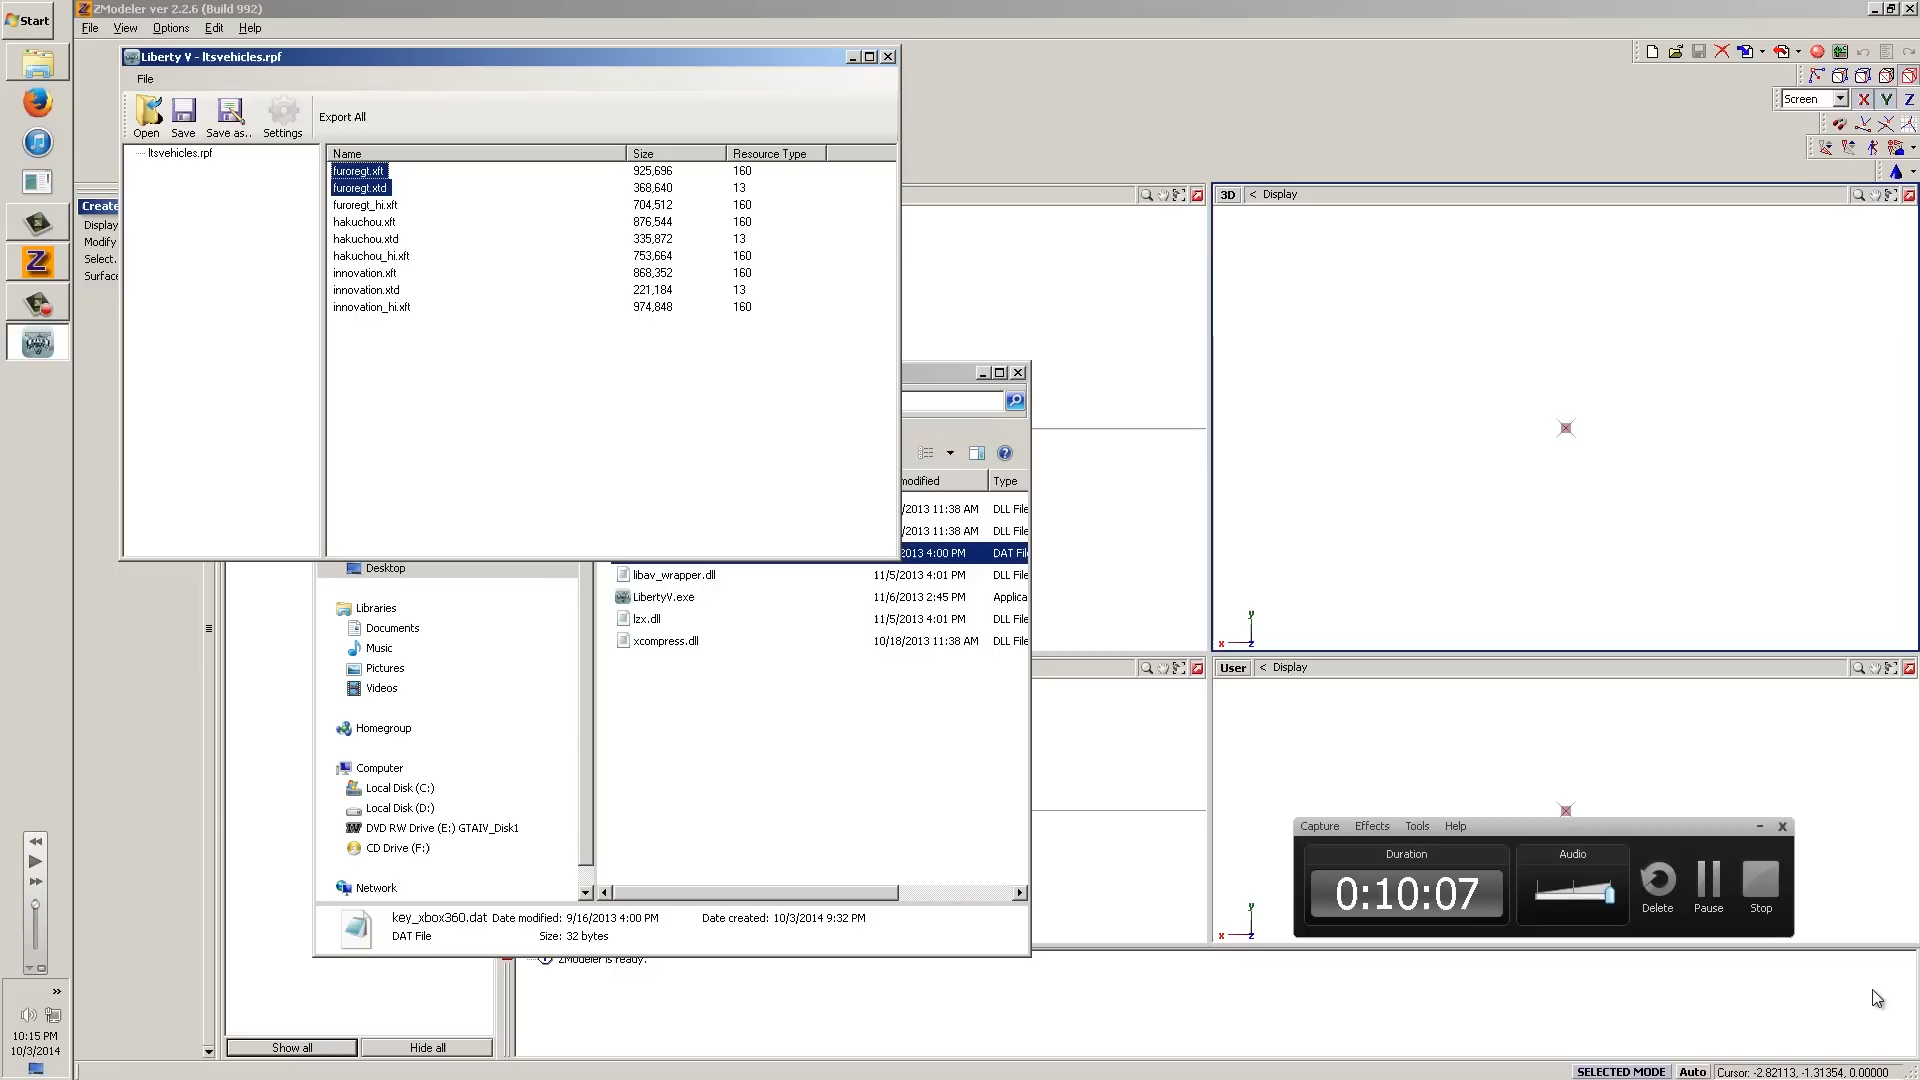 Start
ZModeler ver 2.2.6 (Build 992)
File View Options Edit Help
Liberty V - ltsvehicles.rpf
File
Open Save Save as.. Settings Export All
ltsvehicles.rpf
Name Size Resource Type
furoregt.xft 925,696 160
furoregt.xtd 368,640 13
furoregt_hi.xft 704,512 160
hakuchou.xft 876,544 160
hakuchou.xtd 335,872 13
hakuchou_hi.xft 753,664 160
innovation.xft 868,352 160
innovation.xtd 221,184 13
innovation_hi.xft 974,848 160
Create
Display
Modify
Select.
Surface
Screen X Y Z
3D < Display
y
x z
User < Display
y
x z
modified Type
/2013 11:38 AM DLL File
/2013 11:38 AM DLL File
2013 4:00 PM DAT Fil
libav_wrapper.dll 11/5/2013 4:01 PM DLL File
LibertyV.exe 11/6/2013 2:45 PM Applica
lzx.dll 11/5/2013 4:01 PM DLL File
xcompress.dll 10/18/2013 11:38 AM DLL File
Desktop
Libraries
Documents
Music
Pictures
Videos
Homegroup
Computer
Local Disk (C:)
Local Disk (D:)
DVD RW Drive (E:) GTAIV_Disk1
CD Drive (F:)
Network
key_xbox360.dat Date modified: 9/16/2013 4:00 PM Date created: 10/3/2014 9:32 PM
DAT File Size: 32 bytes
ZModeler is ready.
Capture Effects Tools Help
Duration
0:10:07
Audio
Delete Pause Stop
Show all Hide all
10:15 PM
10/3/2014
SELECTED MODE Auto Cursor: -2.82113, -1.31354, 0.00000